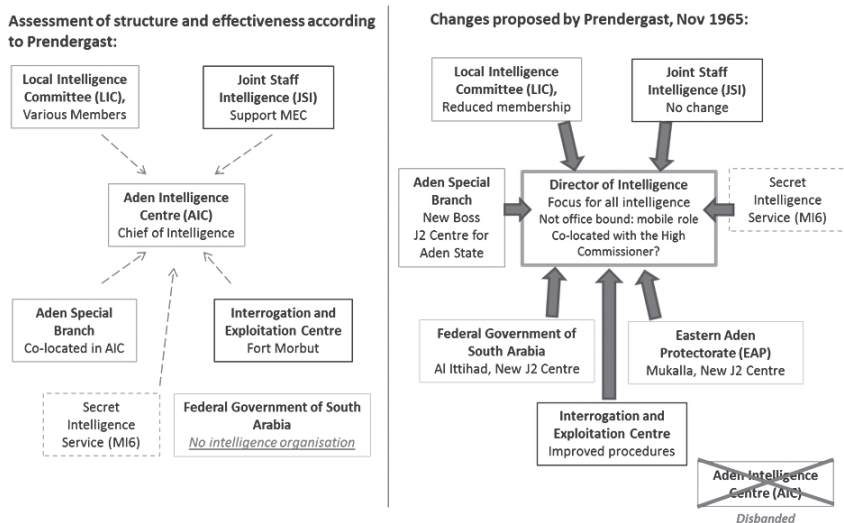 Assessment of structure and effectiveness according
to Prendergast:
Local Intelligence
Committee (LIC),
Various Members
Joint Staff
Intelligence (JSI)
Support MEC
Aden Intelligence
Centre (AIC)
Chief of Intelligence
Aden Special
Branch
Co-located in AIC
Interrogation and
Exploitation Centre
Fort Morbut
Secret
Intelligence
Service (MI6)
Federal Government of South
Arabia
No intelligence organisation
Changes proposed by Prendergast, Nov 1965:
Local Intelligence
Committee (LIC),
Reduced membership
Joint Staff
Intelligence (JSI)
No change
Aden Special
Branch
New Boss
J2 Centre for
Aden State
Director of Intelligence
Focus for all intelligence
Not office bound: mobile role
Co-located with the High
Commissioner?
Secret
Intelligence
Service (MI6)
Federal Government of
South Arabia
Al Ittihad, New J2 Centre
Eastern Aden
Protectorate (EAP)
Mukalla, New J2 Centre
Interrogation and
Exploitation Centre
Improved procedures
Aden Intelligence
Centre (AIC)
Disbanded